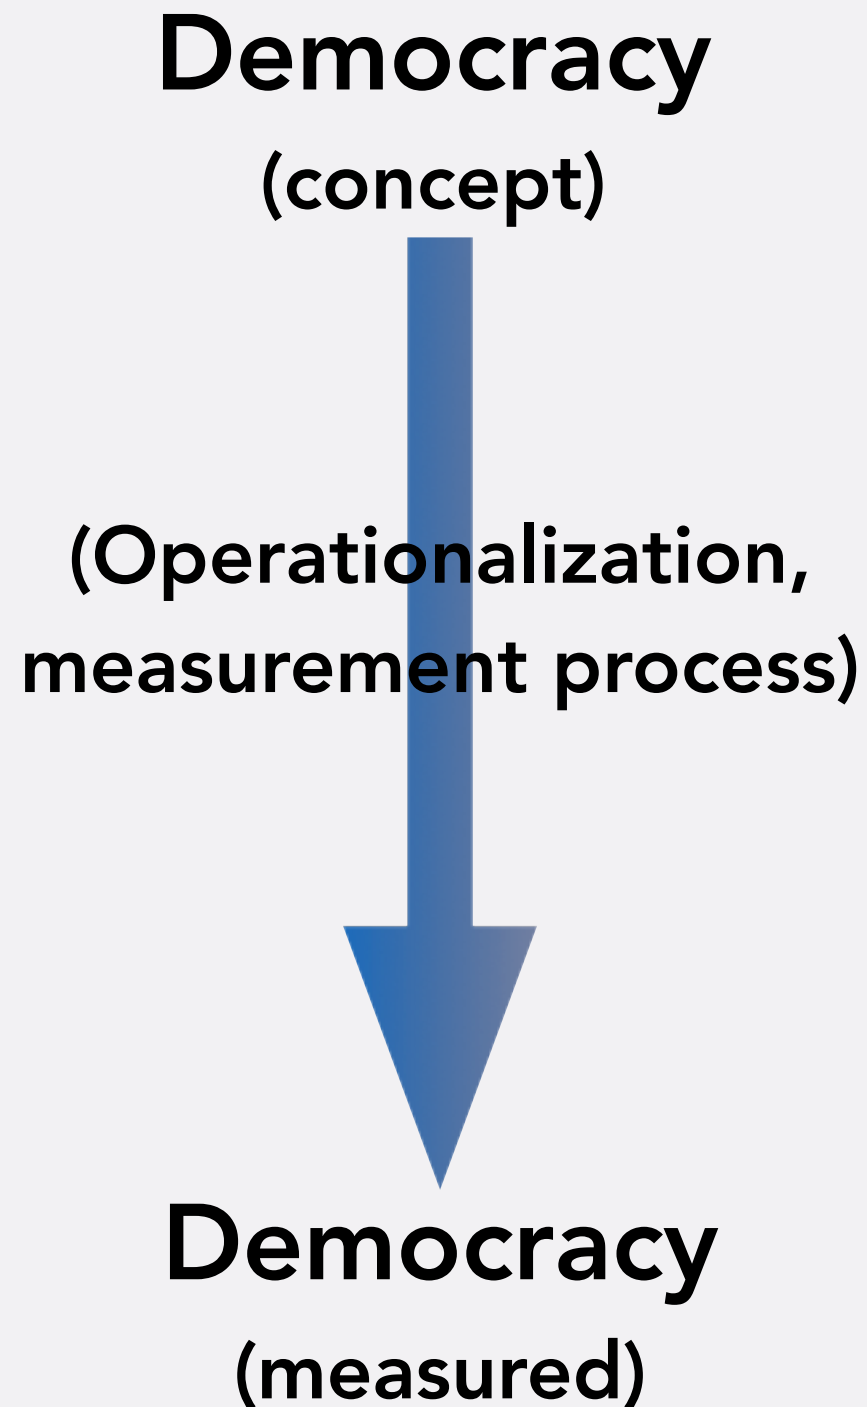 Democracy
(concept)
(Operationalization,
measurement process)
Democracy
(measured)